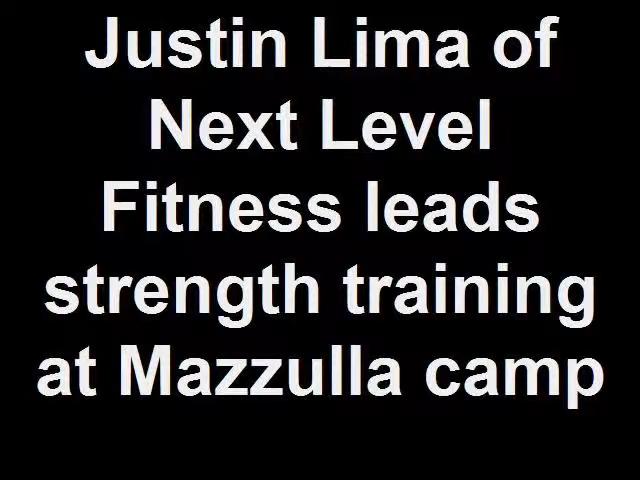 Justin Lima of
Next Level
Fitness leads
strength training
at Mazzulla camp